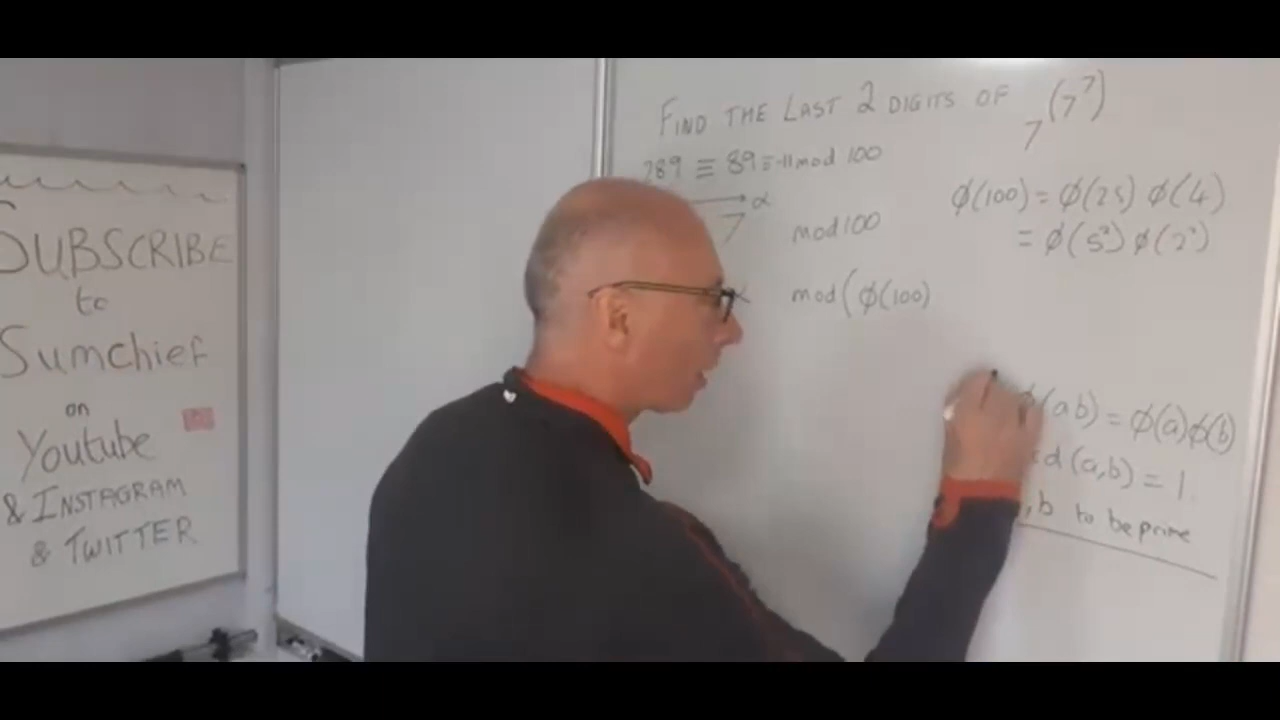 SUBSCRIBE
to
Sumchief
on
Youtube
& INSTAGRAM
& TWITTER
FIND THE LAST 2 DIGITS OF 7^(7^7)
289 ≡ 89 ≡ -11 mod 100
α
7 mod 100
mod (ϕ(100)
ϕ(100) = ϕ(25) ϕ(4)
= ϕ(5²) ϕ(2²)
ϕ(ab) = ϕ(a)ϕ(b)
(a,b) = 1.
,b to be prime